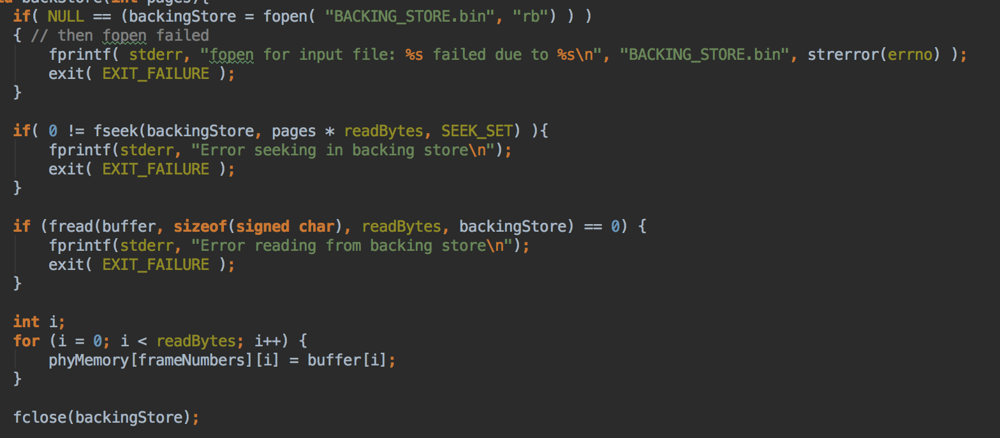 backStore(int pages){
if( NULL == (backingStore = fopen( "BACKING_STORE.bin", "rb") ) )
{ // then fopen failed
fprintf( stderr, "fopen for input file: %s failed due to %s\n", "BACKING_STORE.bin", strerror(errno) );
exit( EXIT_FAILURE );
}
if( 0 != fseek(backingStore, pages * readBytes, SEEK_SET) ){
fprintf(stderr, "Error seeking in backing store\n");
exit( EXIT_FAILURE );
}
if (fread(buffer, sizeof(signed char), readBytes, backingStore) == 0) {
fprintf(stderr, "Error reading from backing store\n");
exit( EXIT_FAILURE );
}
int i;
for (i = 0; i < readBytes; i++) {
phyMemory[frameNumbers][i] = buffer[i];
}
fclose(backingStore);